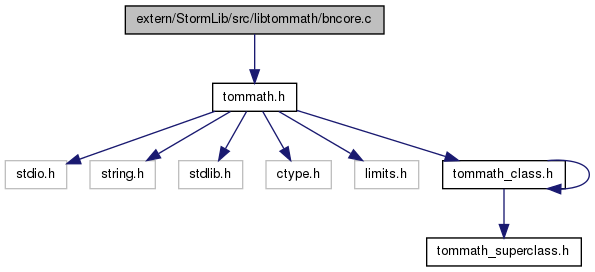 extern/StormLib/src/libtommath/bncore.c
tommath.h
stdio.h
string.h
stdlib.h
ctype.h
limits.h
tommath_class.h
tommath_superclass.h